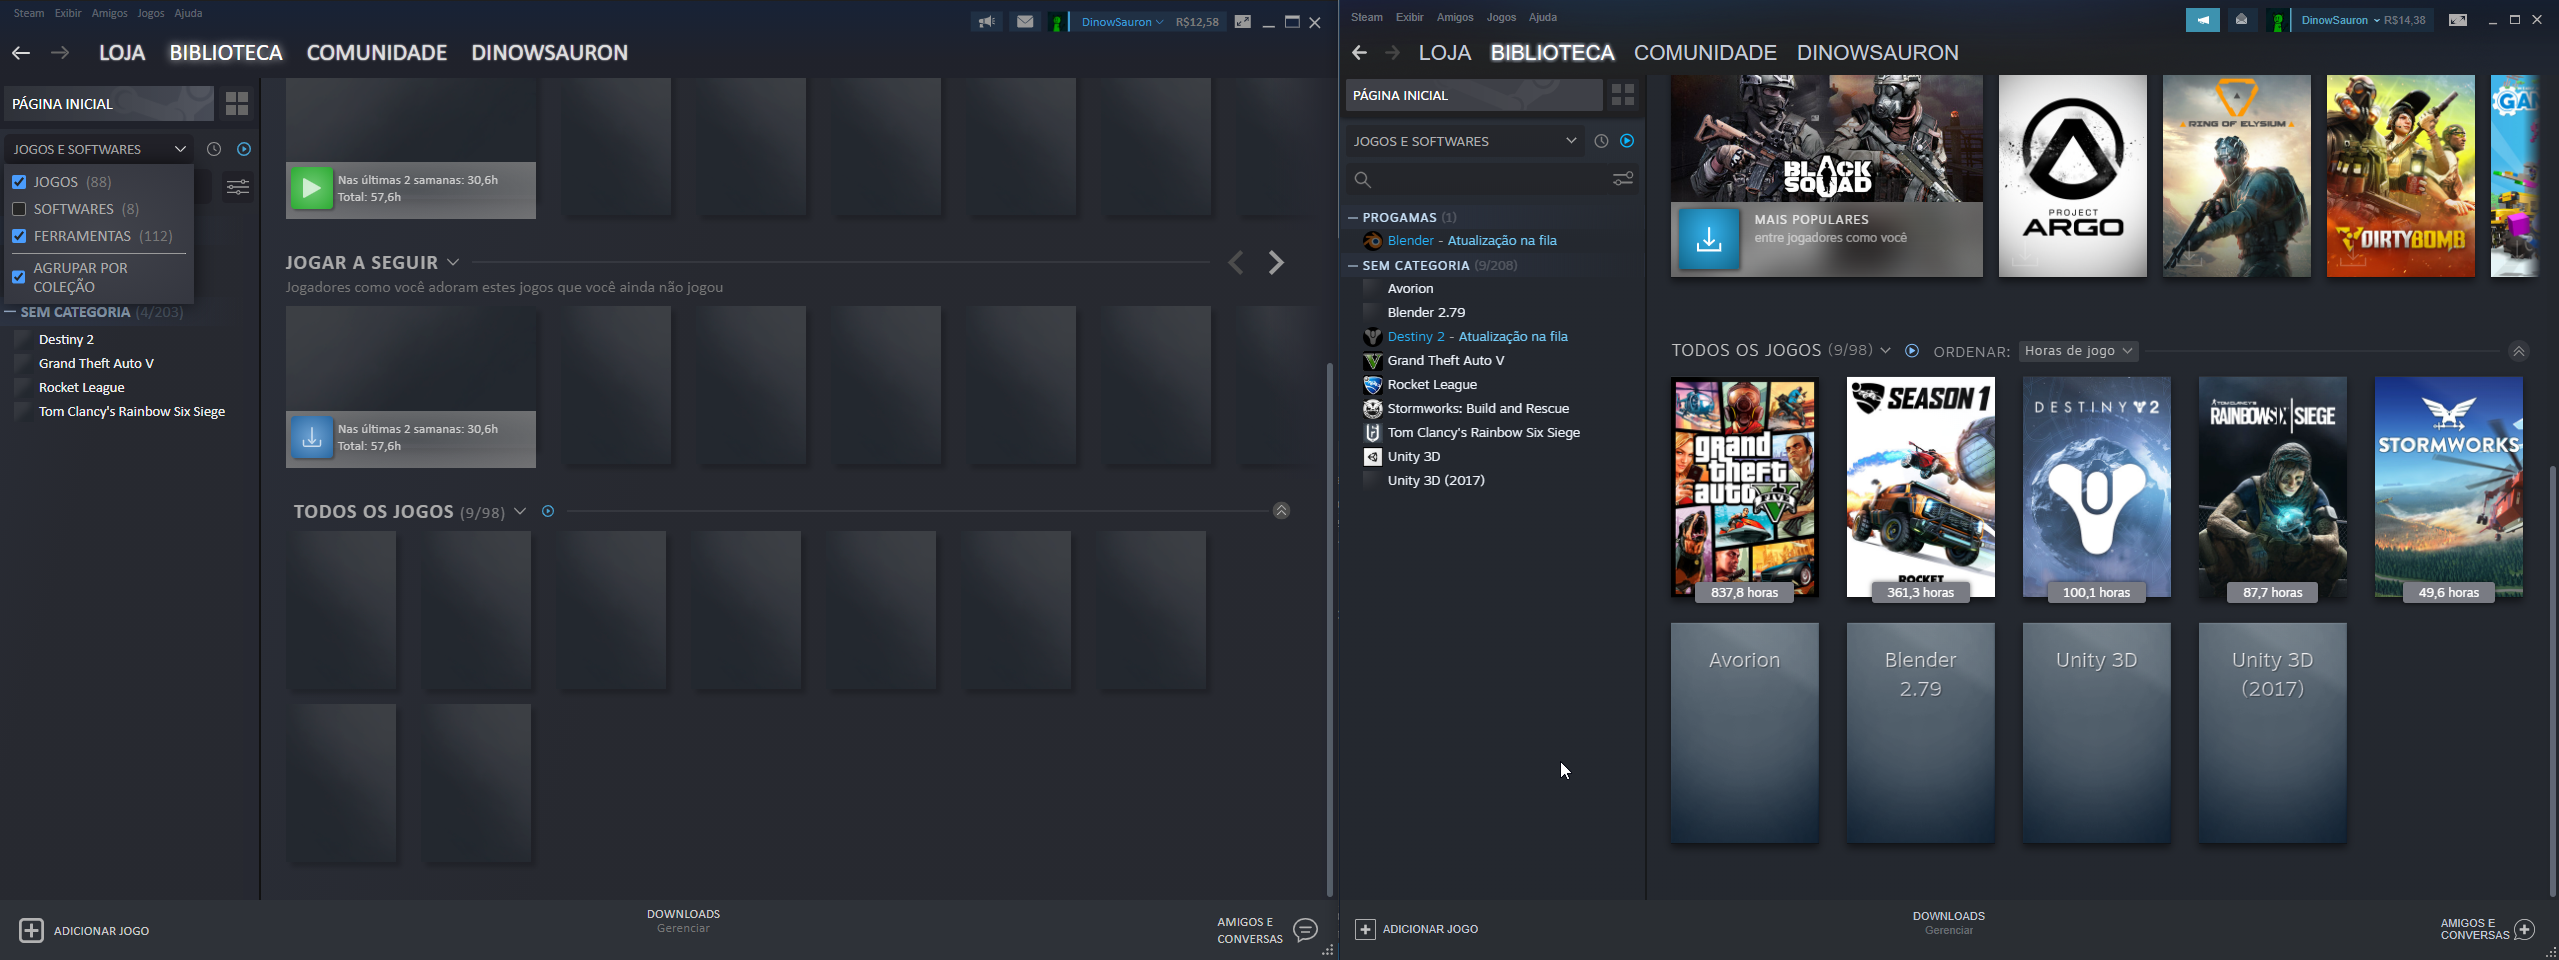 Steam Exibir Amigos Jogos Ajuda
DinowSauron R$12,58
LOJA BIBLIOTECA COMUNIDADE DINOWSAURON
PÁGINA INICIAL
JOGOS E SOFTWARES
JOGOS (88)
SOFTWARES (8)
FERRAMENTAS (112)
AGRUPAR POR
COLEÇÃO
SEM CATEGORIA (4/203)
Destiny 2
Grand Theft Auto V
Rocket League
Tom Clancy's Rainbow Six Siege
Nas últimas 2 samanas: 30,6h
Total: 57,6h
JOGAR A SEGUIR
Jogadores como você adoram estes jogos que você ainda não jogou
Nas últimas 2 samanas: 30,6h
Total: 57,6h
TODOS OS JOGOS (9/98)
ADICIONAR JOGO
DOWNLOADS
Gerenciar
AMIGOS E
CONVERSAS
Steam Exibir Amigos Jogos Ajuda
DinowSauron R$14,38
LOJA BIBLIOTECA COMUNIDADE DINOWSAURON
PÁGINA INICIAL
JOGOS E SOFTWARES
PROGAMAS (1)
Blender - Atualização na fila
SEM CATEGORIA (9/208)
Avorion
Blender 2.79
Destiny 2 - Atualização na fila
Grand Theft Auto V
Rocket League
Stormworks: Build and Rescue
Tom Clancy's Rainbow Six Siege
Unity 3D
Unity 3D (2017)
BLACK
SQUAD
MAIS POPULARES
entre jogadores como você
PROJECT
ARGO
RING OF ELYSIUM
DIRTYBOMB
TODOS OS JOGOS (9/98) ORDENAR: Horas de jogo
grand
theft
auto
FIVE
837,8 horas
SEASON 1
ROCKET
361,3 horas
DESTINY 2
100,1 horas
TOM CLANCY'S
RAINBOW SIX SIEGE
87,7 horas
STORMWORKS
49,6 horas
Avorion
Blender
2.79
Unity 3D
Unity 3D
(2017)
ADICIONAR JOGO
DOWNLOADS
Gerenciar
AMIGOS E
CONVERSAS